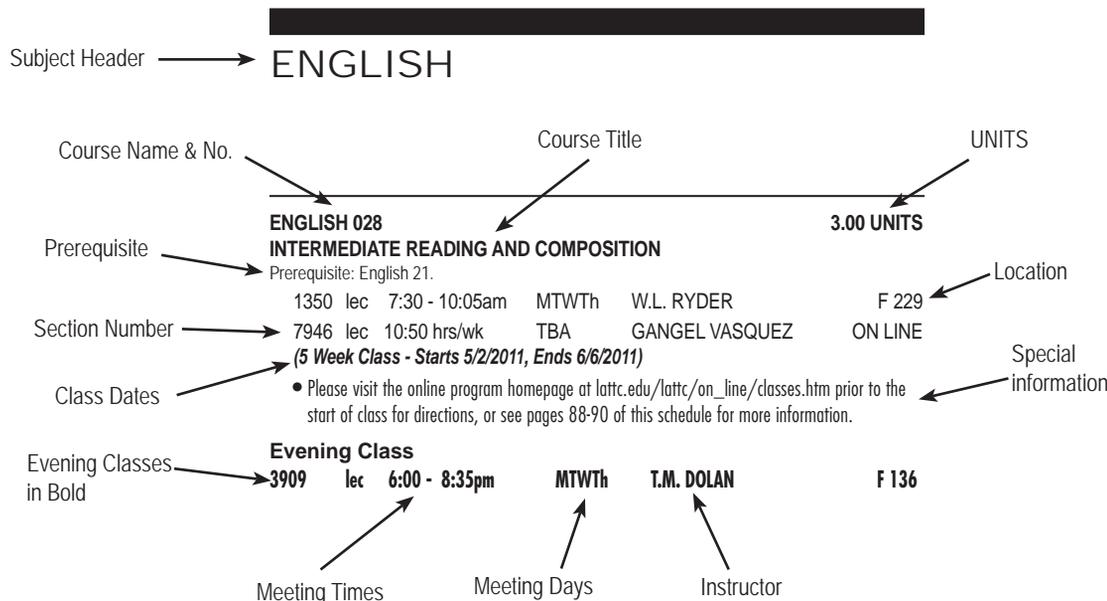 Subject Header
ENGLISH
Course Name & No.
Course Title
UNITS
ENGLISH 028 3.00 UNITS
INTERMEDIATE READING AND COMPOSITION
Prerequisite
Prerequisite: English 21.
Location
1350 lec 7:30 - 10:05am MTWTh W.L. RYDER F 229
Section Number
7946 lec 10:50 hrs/wk TBA GANGEL VASQUEZ ON LINE
(5 Week Class - Starts 5/2/2011, Ends 6/6/2011)
Class Dates
Special
information
• Please visit the online program homepage at lattc.edu/lattc/on_line/classes.htm prior to the
start of class for directions, or see pages 88-90 of this schedule for more information.
Evening Class
Evening Classes
in Bold
3909 lec 6:00 - 8:35pm MTWTh T.M. DOLAN F 136
Meeting Times
Meeting Days
Instructor